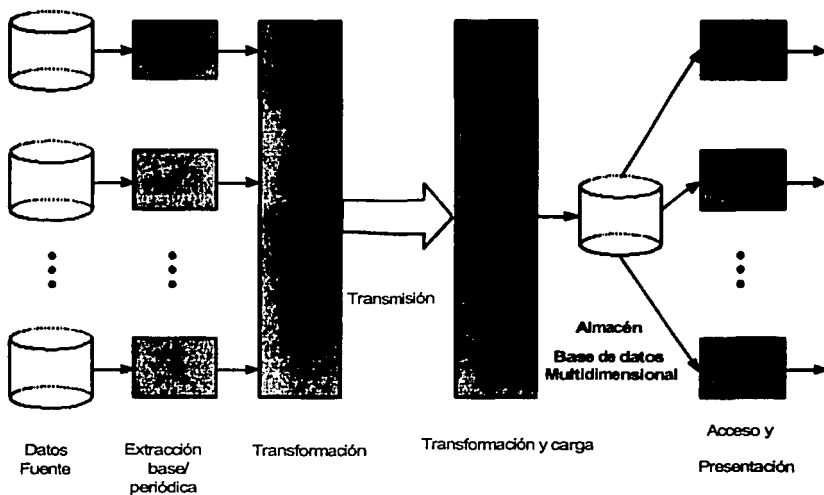 Transmisión
Almacén
Base de datos
Multidimensional
Datos
Fuente
Extracción
base/
periódica
Transformación
Transformación y carga
Acceso y
Presentación